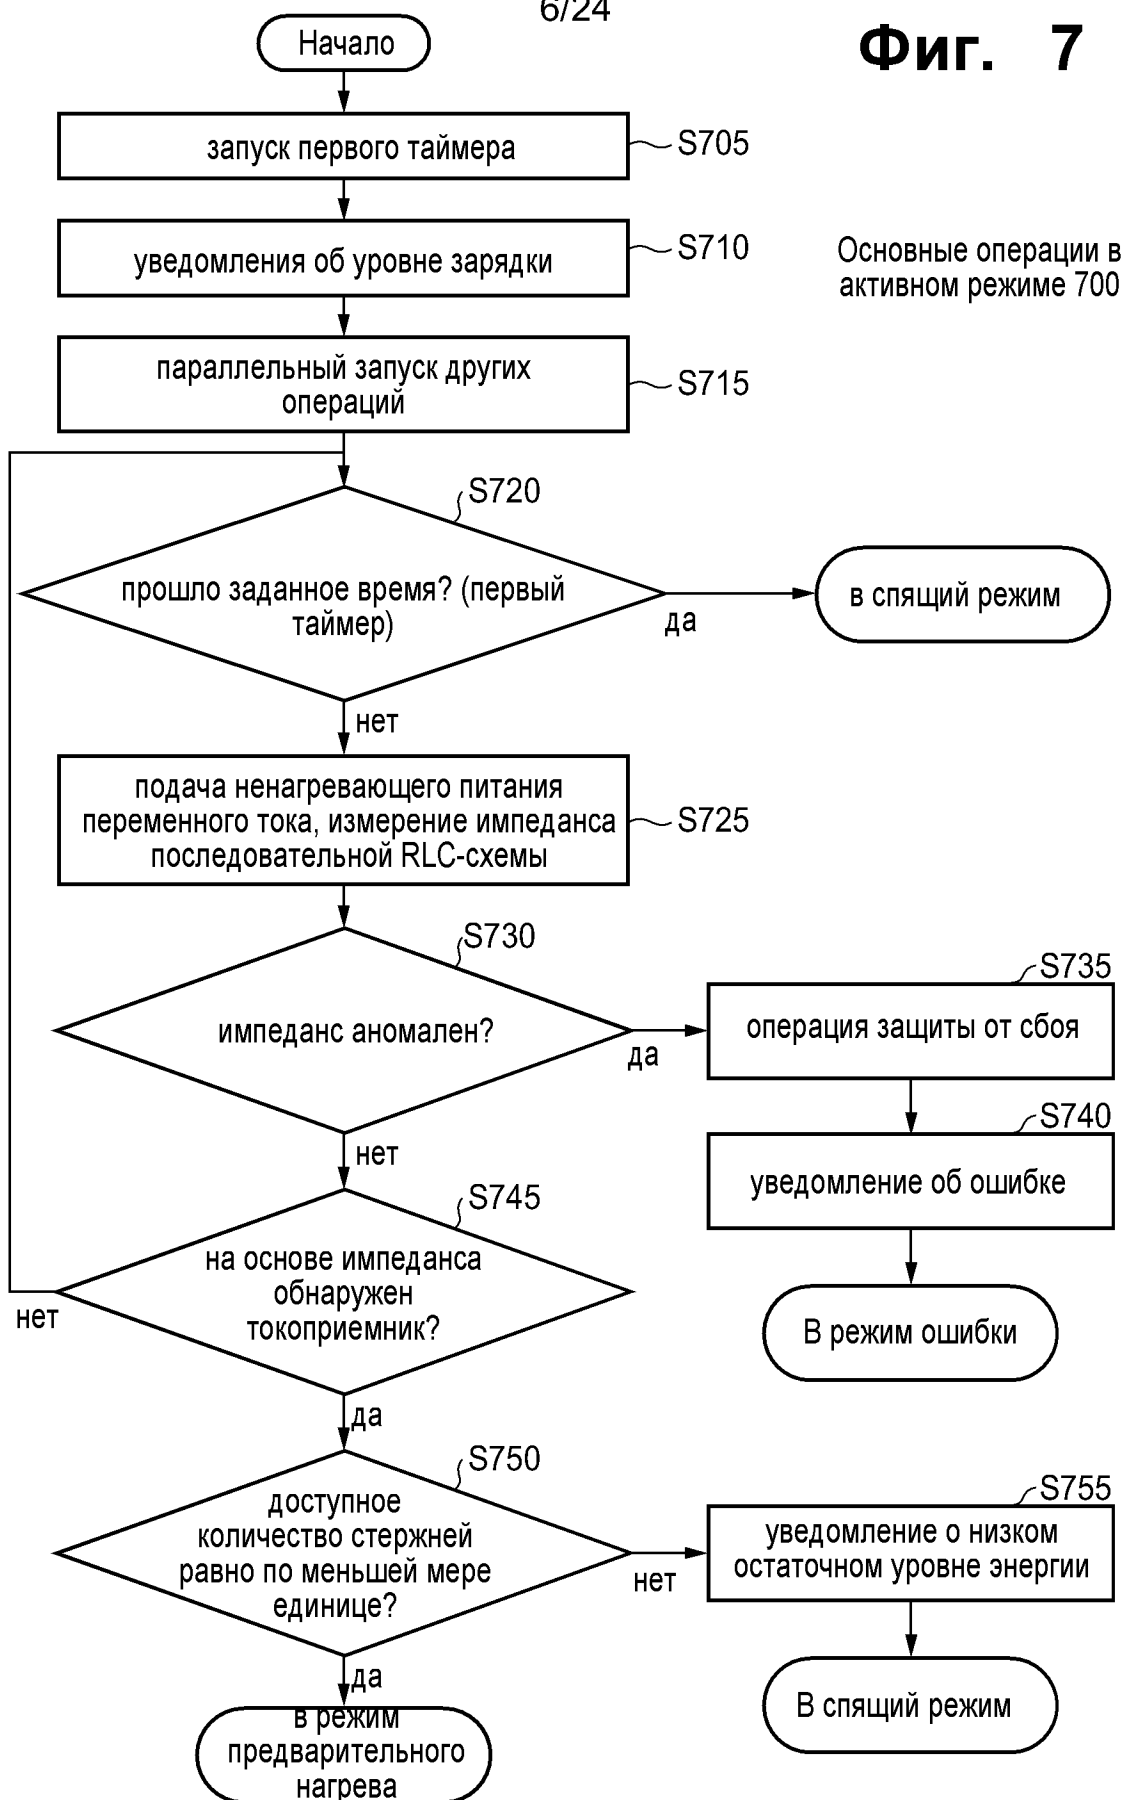 6/24
Фиг. 7
Начало
запуск первого таймера
S705
уведомления об уровне зарядки
S710
Основные операции в
активном режиме 700
параллельный запуск других
операций
S715
S720
прошло заданное время? (первый
таймер)
да
в спящий режим
нет
подача ненагревающего питания
переменного тока, измерение импеданса
последовательной RLC-схемы
S725
S730
импеданс аномален?
да
S735
операция защиты от сбоя
нет
S740
уведомление об ошибке
В режим ошибки
S745
на основе импеданса
обнаружен
токоприемник?
нет
да
S750
доступное
количество стержней
равно по меньшей мере
единице?
нет
S755
уведомление о низком
остаточном уровне энергии
В спящий режим
да
в режим
предварительного
нагрева